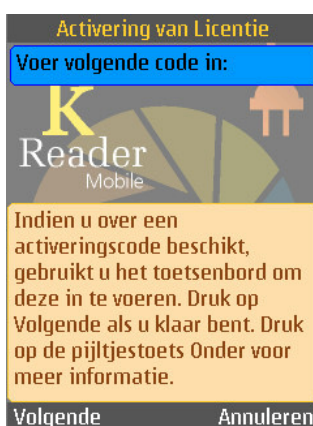 Activering van Licentie
Voer volgende code in:
K
Reader
Mobile
Indien u over een
activeringscode beschikt,
gebruikt u het toetsenbord om
deze in te voeren. Druk op
Volgende als u klaar bent. Druk
op de pijltjestoets Onder voor
meer informatie.
Volgende Annuleren